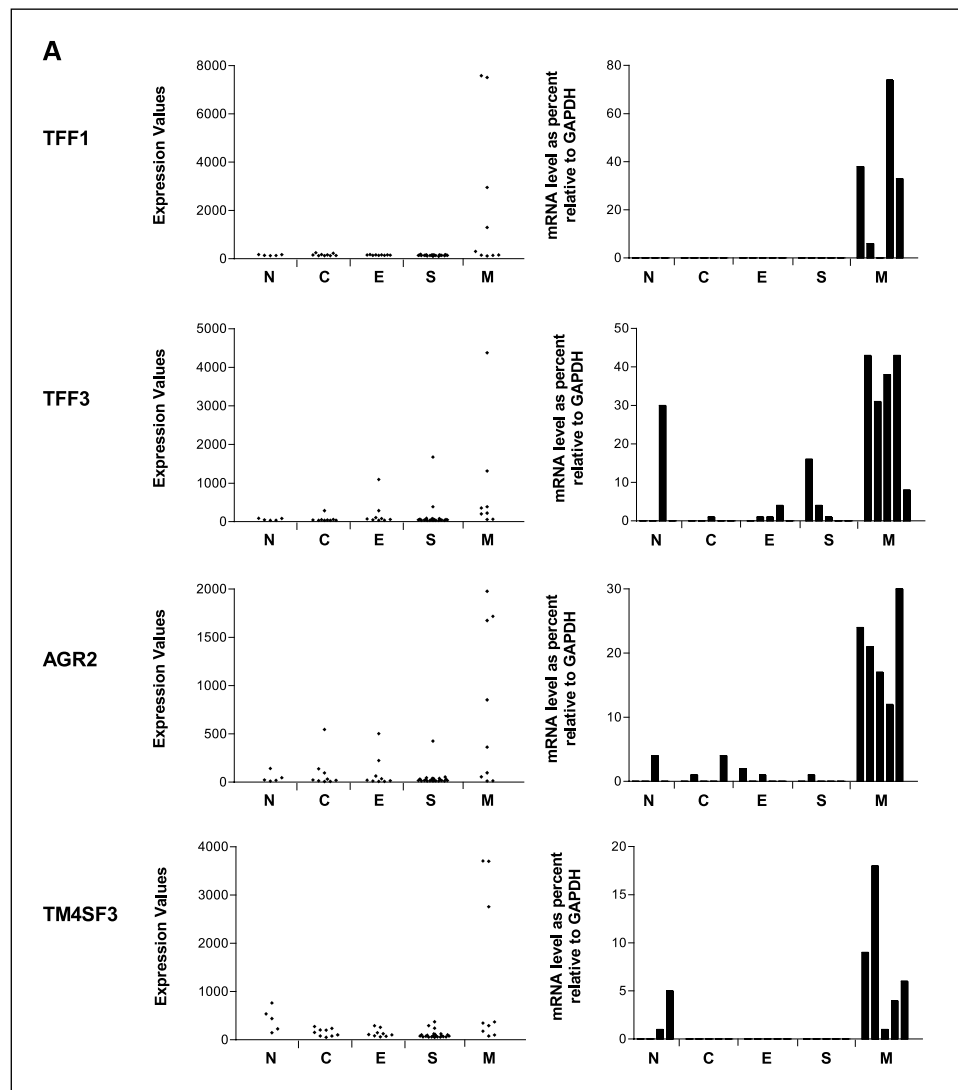 A
TFF1
Expression Values
8000
6000
4000
2000
0
N C E S M
mRNA level as percent
relative to GAPDH
80
60
40
20
0
N C E S M
TFF3
Expression Values
5000
4000
3000
2000
1000
0
N C E S M
mRNA level as percent
relative to GAPDH
50
40
30
20
10
0
N C E S M
AGR2
Expression Values
2000
1500
1000
500
0
N C E S M
mRNA level as percent
relative to GAPDH
30
20
10
0
N C E S M
TM4SF3
Expression Values
4000
3000
2000
1000
0
N C E S M
mRNA level as percent
relative to GAPDH
20
15
10
5
0
N C E S M